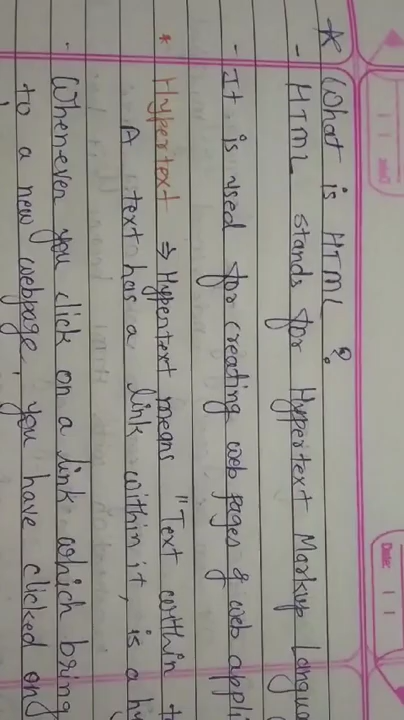 * What is HTML ?
- HTML stands for Hypertext Markup Langua
- It is used for creating web pages & web appli
* Hypertext ⇒ Hypertext means "Text within t
A text has a link within it, is a hy
. Whenever you click on a link which bring
to a new webpage, you have clicked on
Date: